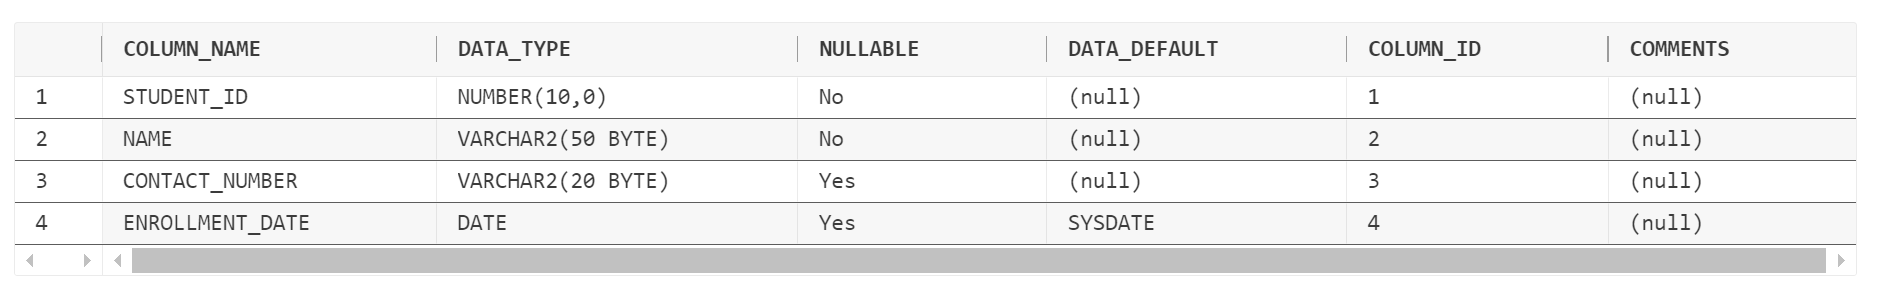 COLUMN_NAME DATA_TYPE NULLABLE DATA_DEFAULT COLUMN_ID COMMENTS
1 STUDENT_ID NUMBER(10,0) No (null) 1 (null)
2 NAME VARCHAR2(50 BYTE) No (null) 2 (null)
3 CONTACT_NUMBER VARCHAR2(20 BYTE) Yes (null) 3 (null)
4 ENROLLMENT_DATE DATE Yes SYSDATE 4 (null)